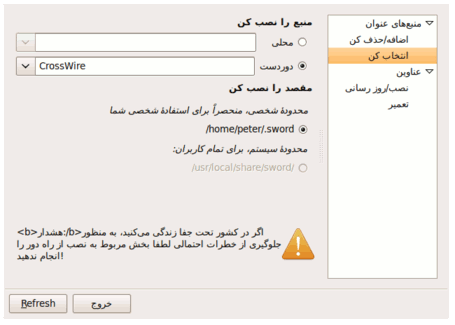 منبع‌های عنوان
اضافه/حذف کن
انتخاب کن
عناوین
نصب/روز رسانی
تعمیر
منبع را نصب کن
محلی
دوردست
CrossWire
مقصد را نصب کن
محدودهٔ شخصی، منحصراً برای استفادهٔ شخصی شما
/home/peter/.sword
محدودهٔ سیستم، برای تمام کاربران:
/usr/local/share/sword/
<b>هشدار:/b>اگر در کشور تحت جفا زندگی می‌کنید، به منظور
جلوگیری از خطرات احتمالی لطفا بخش مربوط به نصب از راه دور را
انجام ندهید!
Refresh
خروج